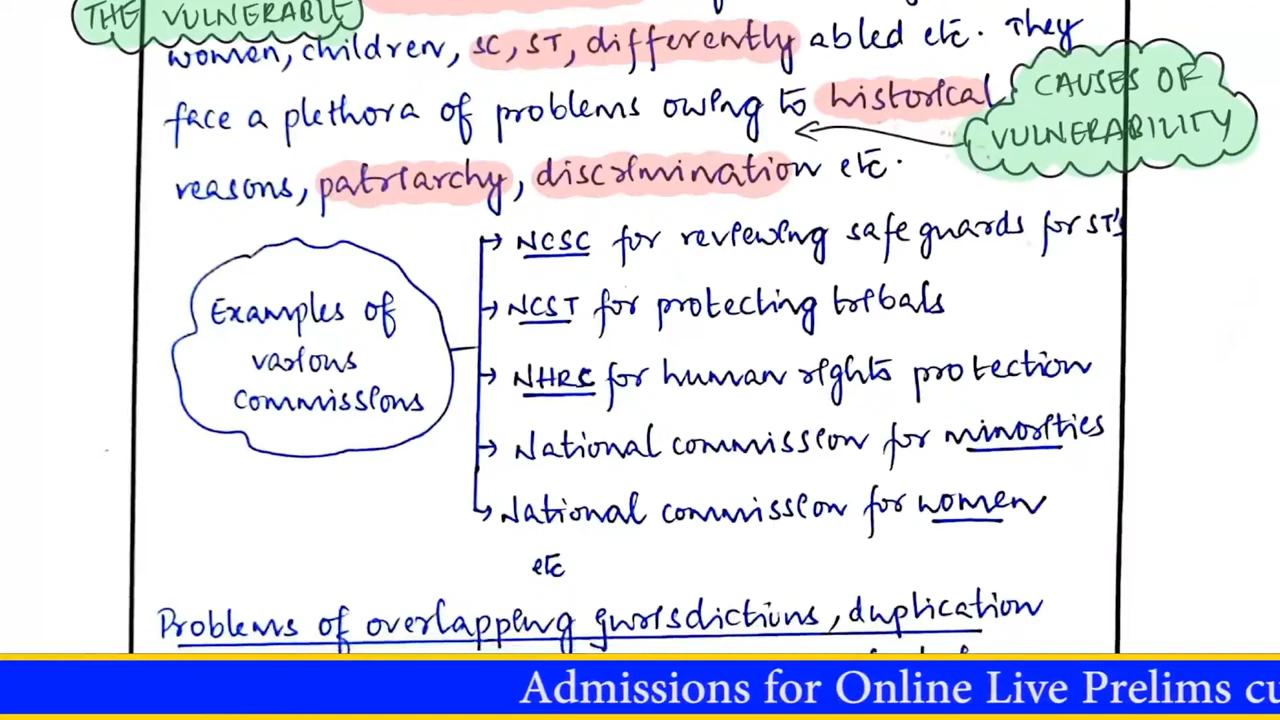 THE VULNERABLE
women, children, SC, ST, differently abled etc. They
face a plethora of problems owing to historical
CAUSES OF
VULNERABILITY
reasons, patriarchy, discrimination etc.
Examples of
various
commissions
NCSC for reviewing safeguards for ST's
NCST for protecting tribals
NHRC for human rights protection
National commission for minorities
National commission for women
etc
Problems of overlapping jurisdictions, duplication
Admissions for Online Live Prelims cu